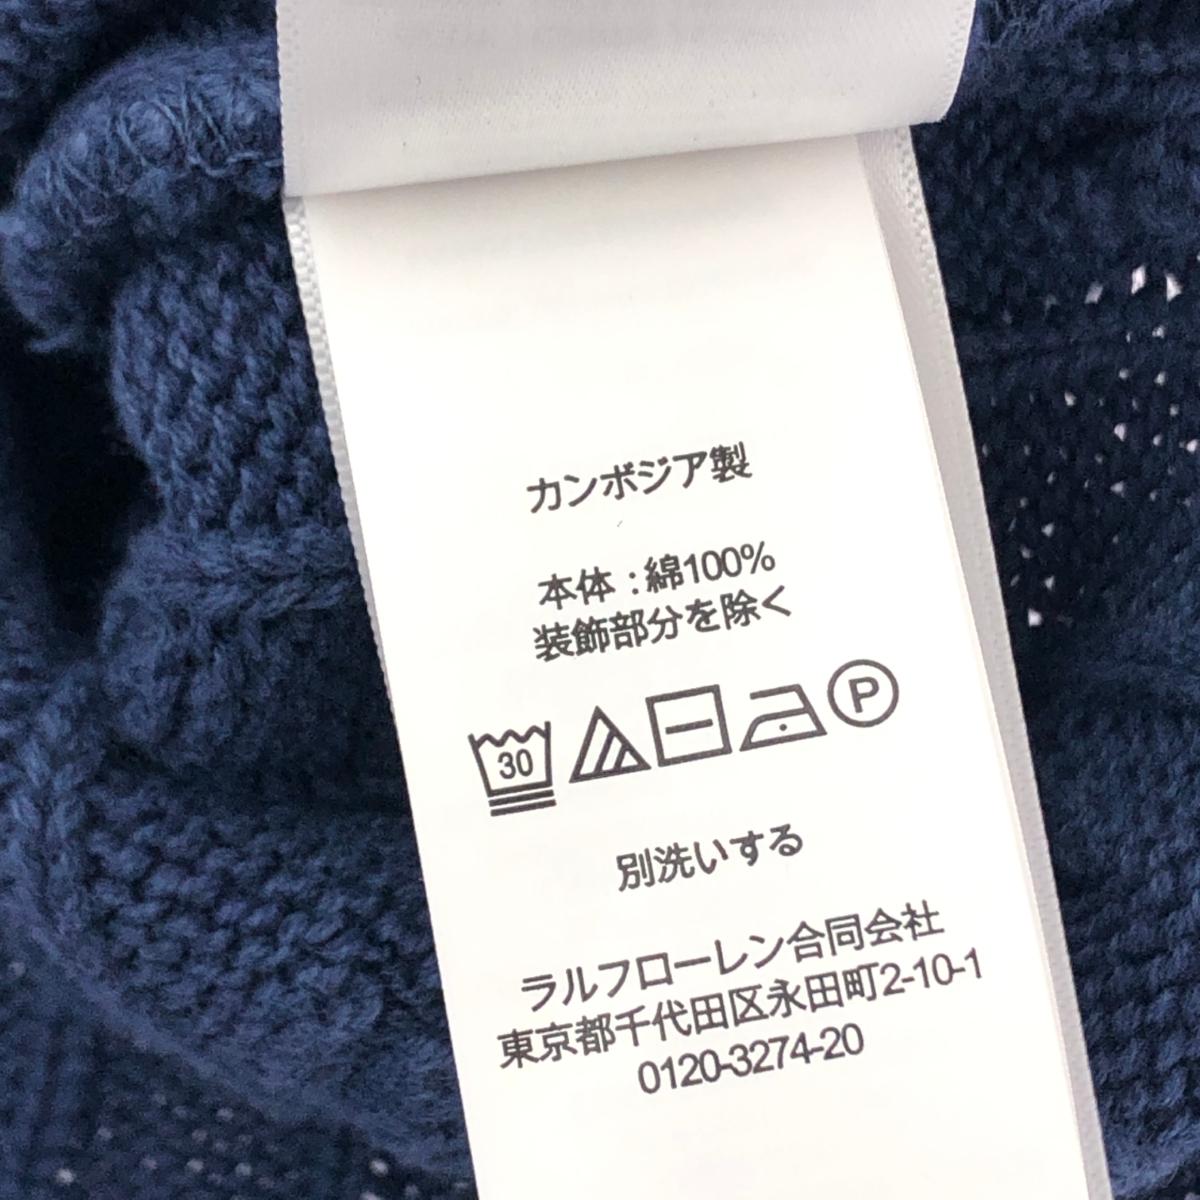 カンボジア製
本体：綿100%
装飾部分を除く
30 P
別洗いする
ラルフローレン合同会社
東京都千代田区永田町2-10-1
0120-3274-20